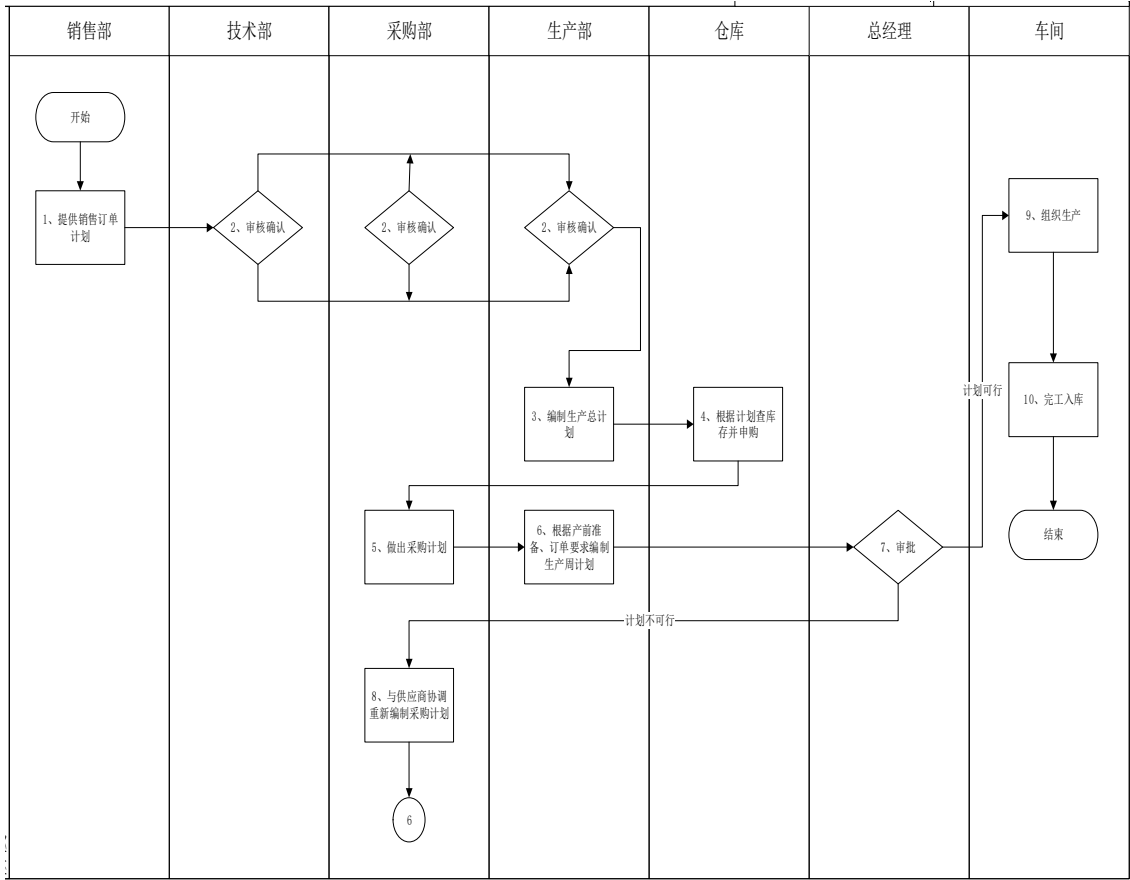 销售部
技术部
采购部
生产部
仓库
总经理
车间
开始
1、提供销售订单
计划
2、审核确认
2、审核确认
2、审核确认
9、组织生产
3、编制生产总计
划
4、根据计划查库
存并申购
计划可行
10、完工入库
5、做出采购计划
6、根据产前准
备、订单要求编制
生产周计划
7、审批
结束
计划不可行
8、与供应商协调
重新编制采购计划
6